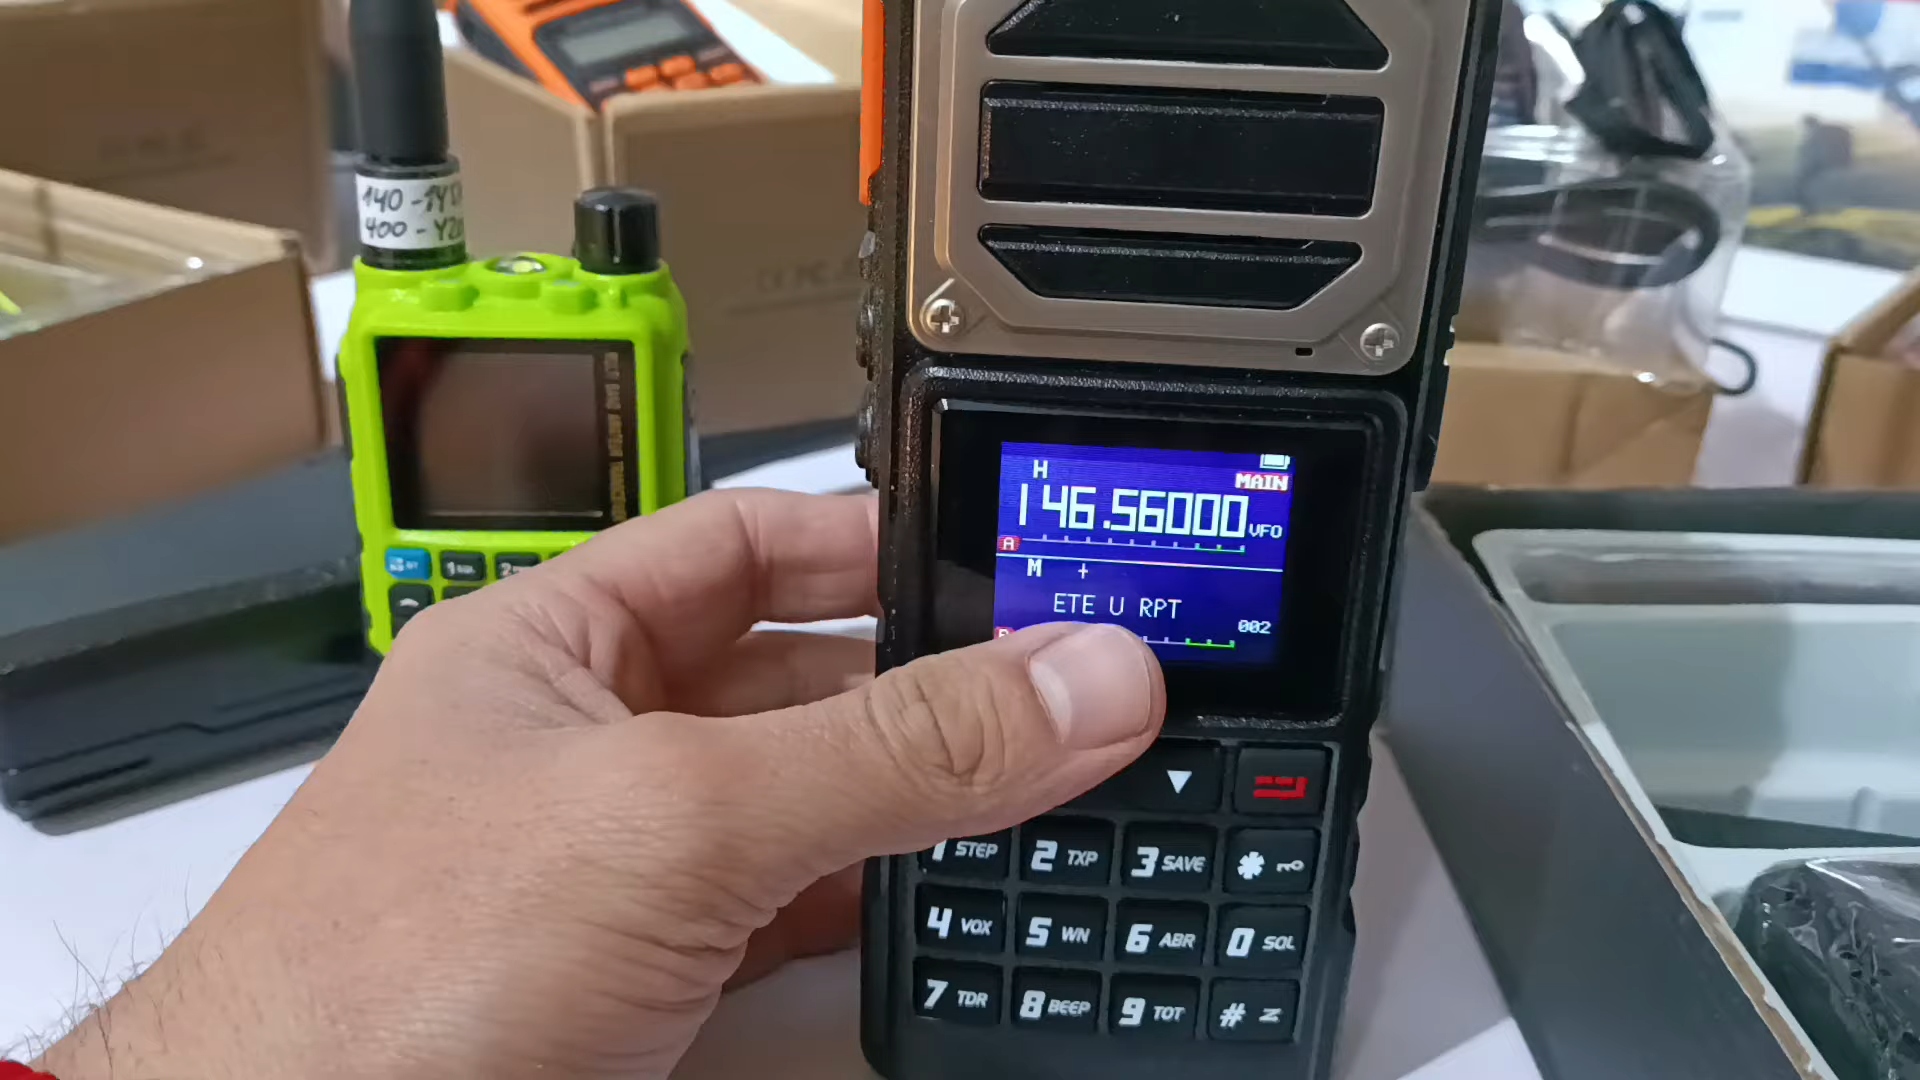 140 -
400 -
H
MAIN
146.56000 VFO
A
M +
ETE U RPT
002
1 STEP 2 TXP 3 SAVE *
4 VOX 5 WN 6 ABR 0 SQL
7 TDR 8 BEEP 9 TOT # Z